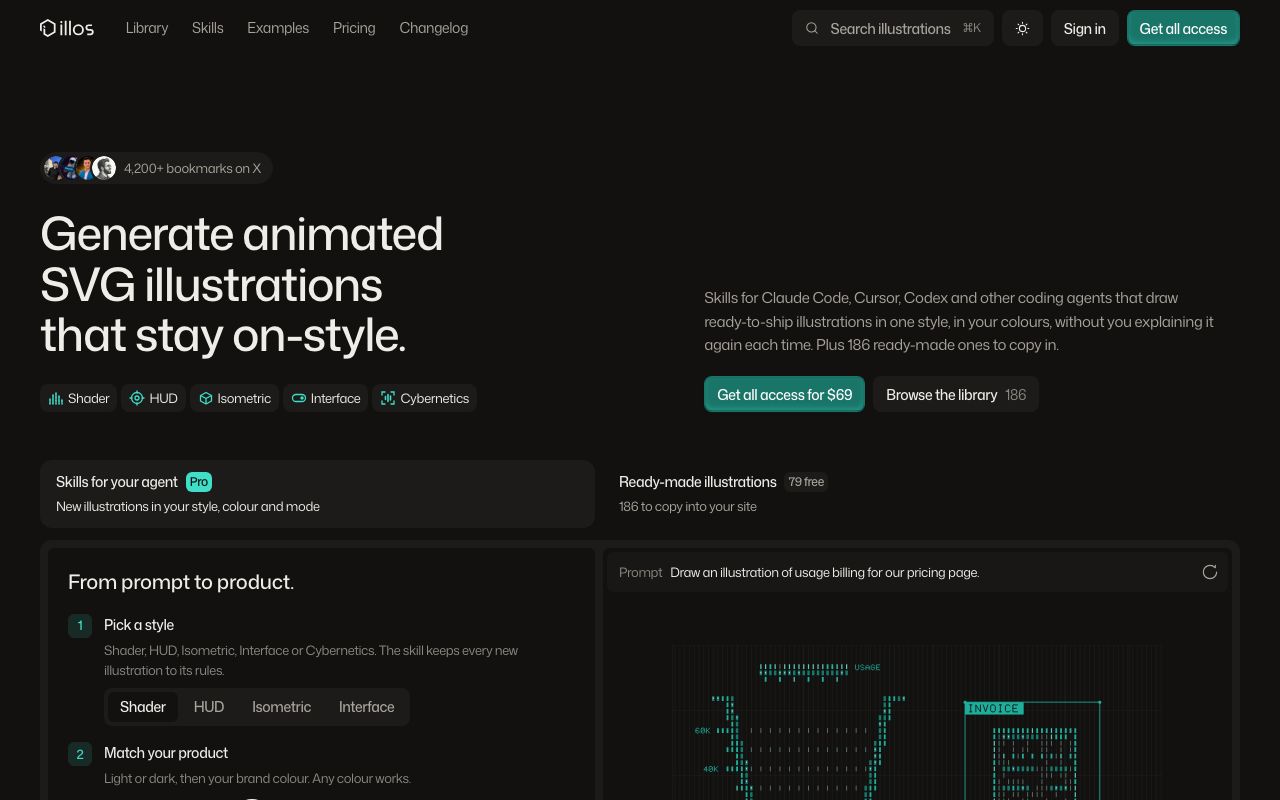 illos
Library
Skills
Examples
Pricing
Changelog
Search illustrations ⌘K
Sign in
Get all access
4,200+ bookmarks on X
Generate animated
SVG illustrations
that stay on-style.
Shader
HUD
Isometric
Interface
Cybernetics
Skills for Claude Code, Cursor, Codex and other coding agents that draw
ready-to-ship illustrations in one style, in your colours, without you explaining it
again each time. Plus 186 ready-made ones to copy in.
Get all access for $69
Browse the library 186
Skills for your agent Pro
New illustrations in your style, colour and mode
Ready-made illustrations 79 free
186 to copy into your site
From prompt to product.
1 Pick a style
Shader, HUD, Isometric, Interface or Cybernetics. The skill keeps every new
illustration to its rules.
Shader
HUD
Isometric
Interface
2 Match your product
Light or dark, then your brand colour. Any colour works.
Prompt Draw an illustration of usage billing for our pricing page.
USAGE
INVOICE
60K
40K